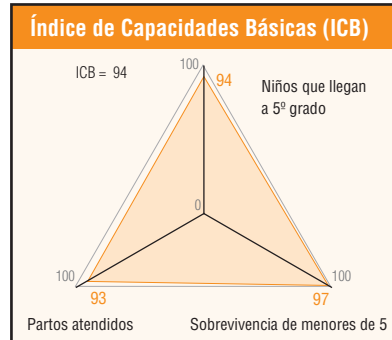 Índice de Capacidades Básicas (ICB)
ICB = 94
100
94
Niños que llegan
a 5º grado
0
100
93
100
97
Partos atendidos
Sobrevivencia de menores de 5